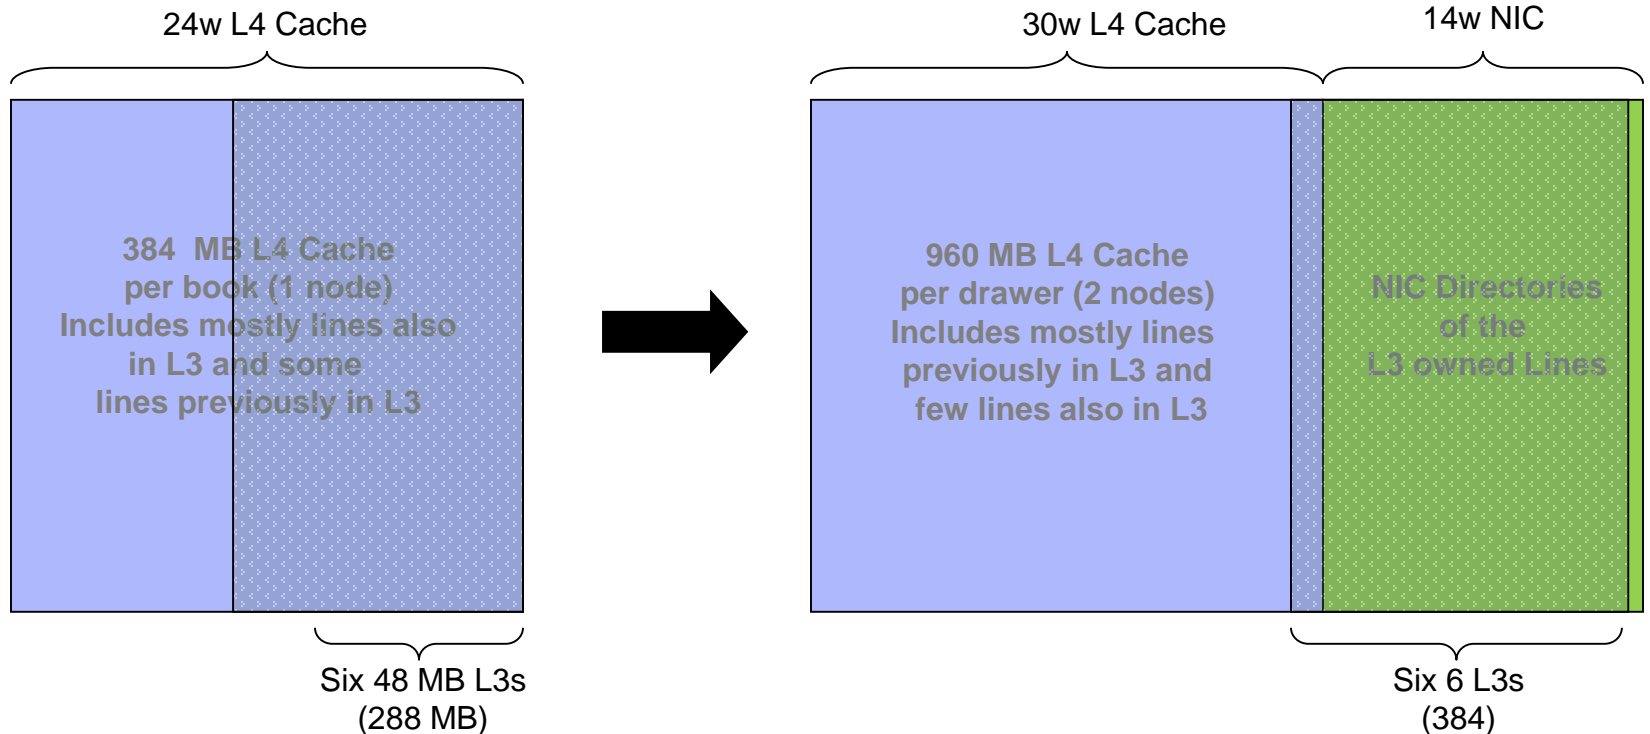 24w L4 Cache
30w L4 Cache
14w NIC
384 MB L4 Cache
per book (1 node)
Includes mostly lines also
in L3 and some
lines previously in L3
960 MB L4 Cache
per drawer (2 nodes)
Includes mostly lines
previously in L3 and
few lines also in L3
NIC Directories
of the
L3 owned Lines
Six 48 MB L3s
(288 MB)
Six 6 L3s
(384)